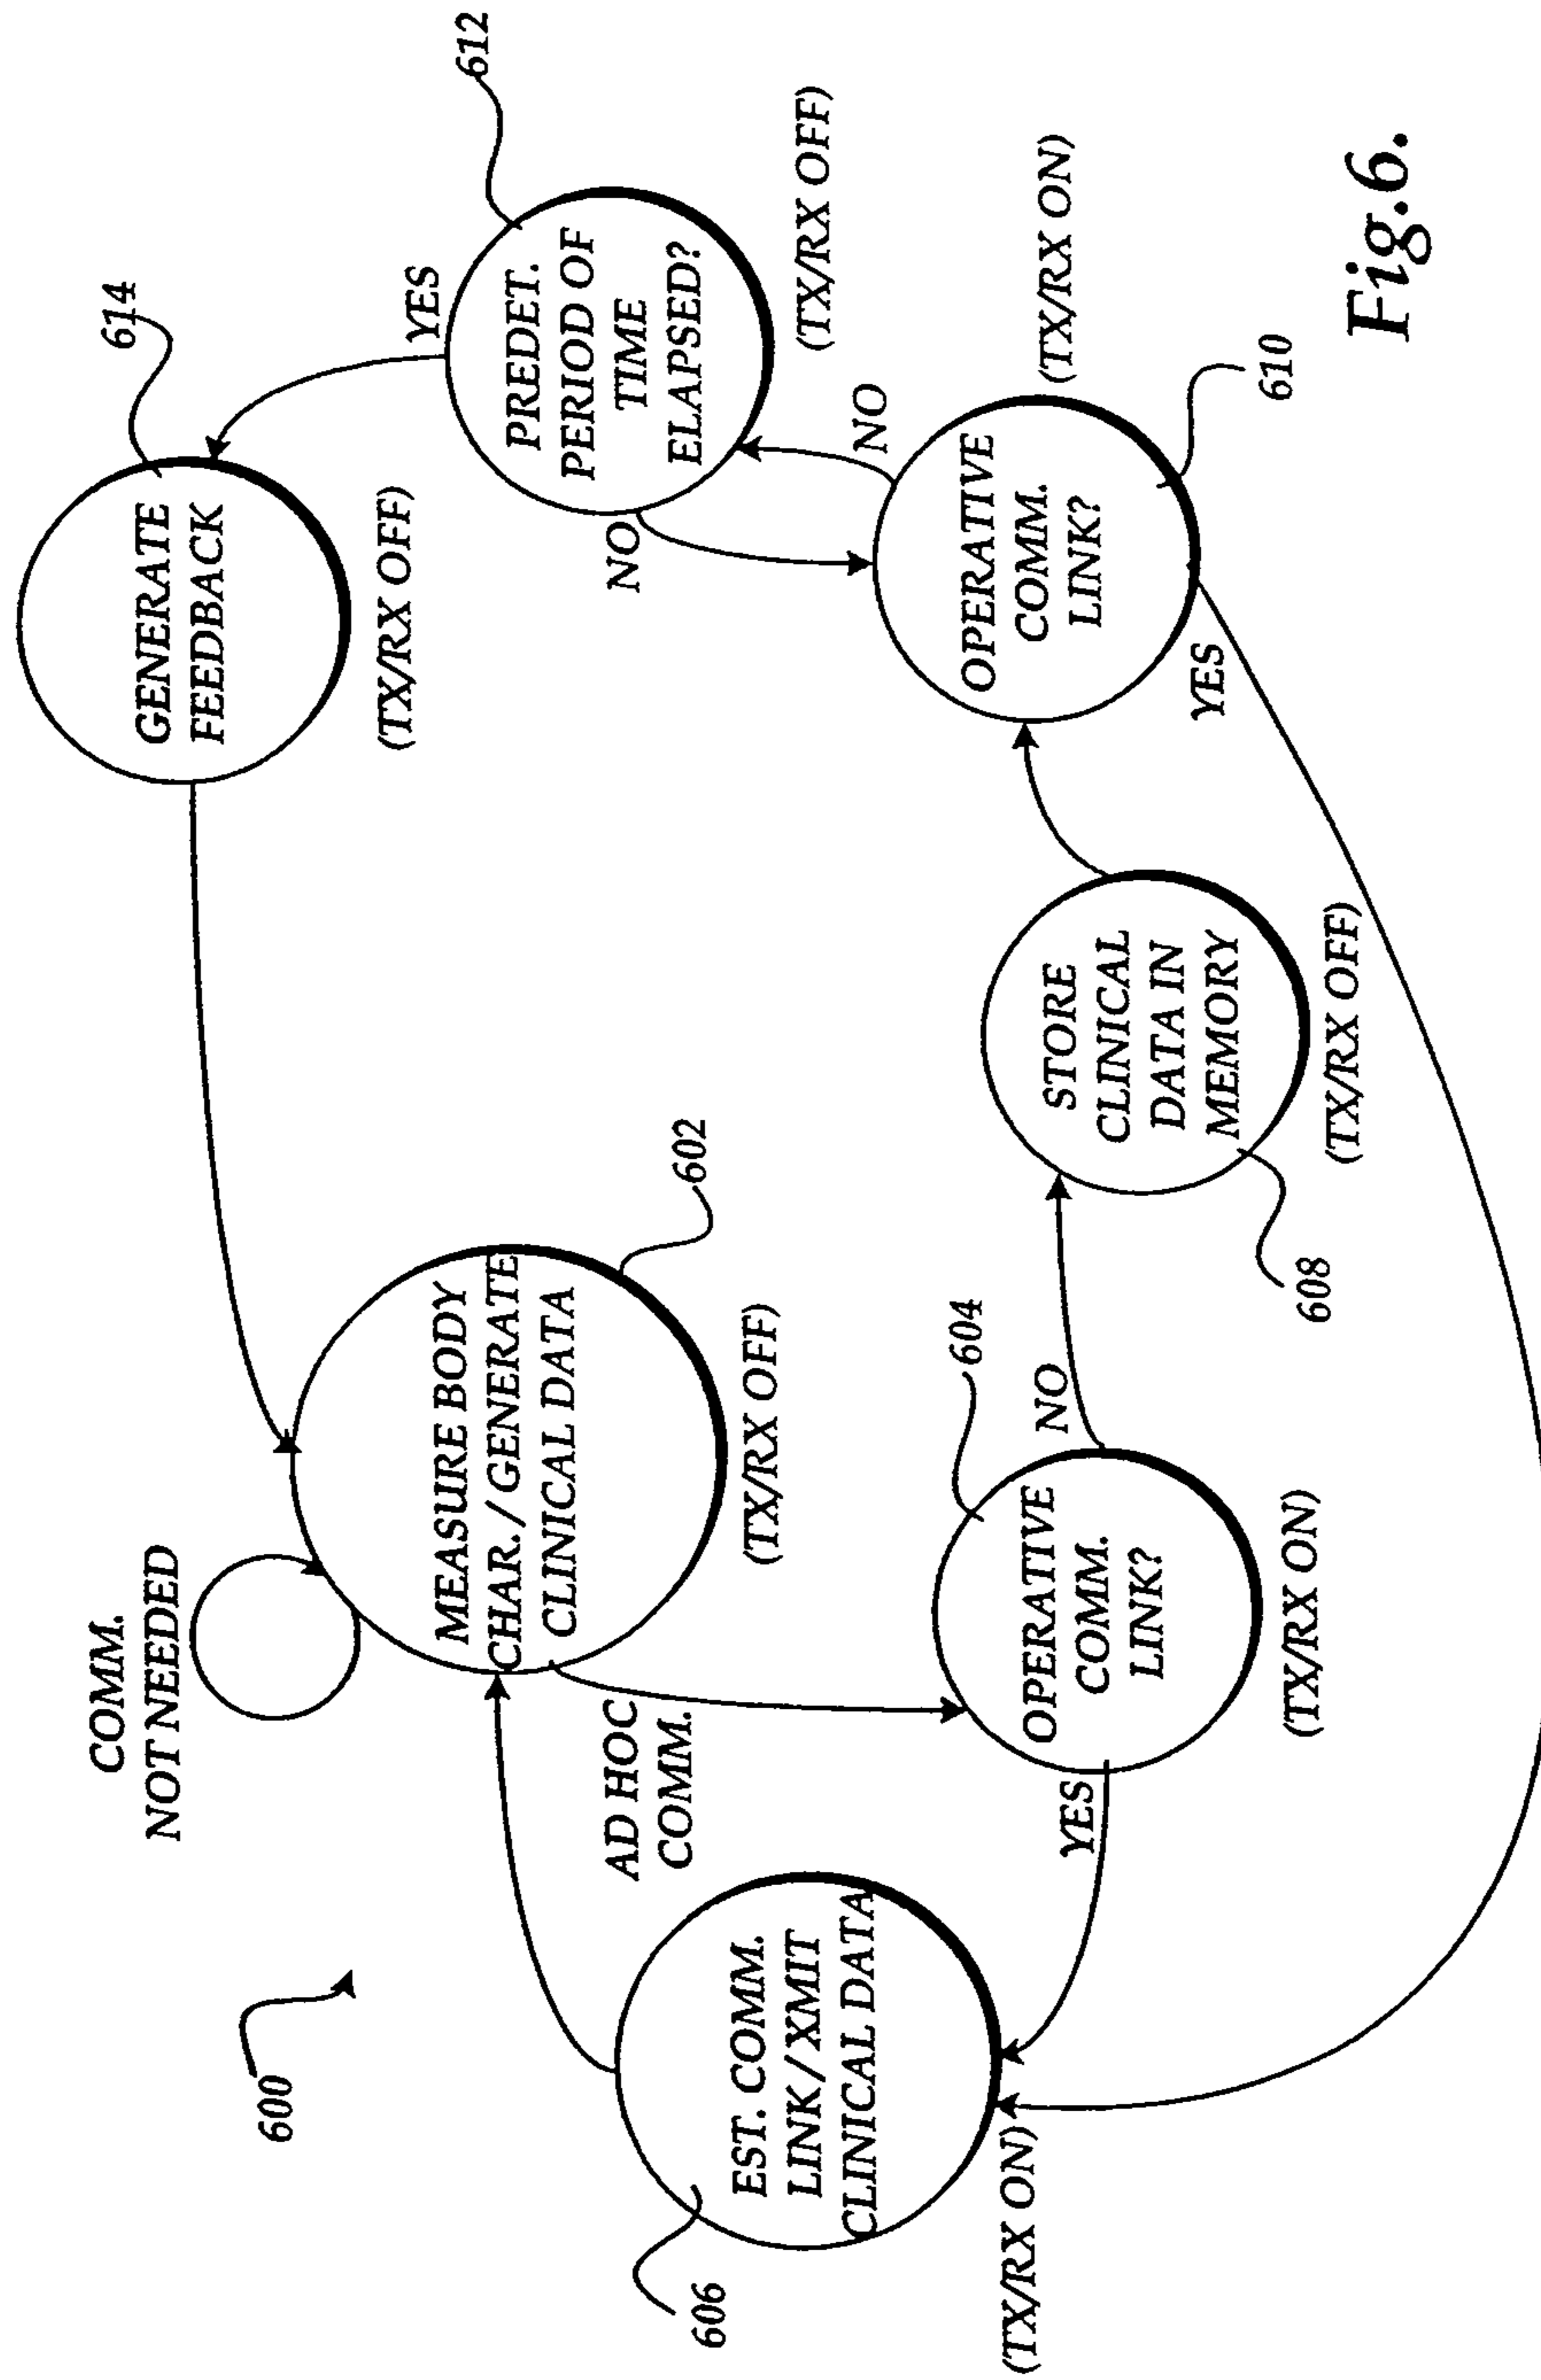 600
COMM.
NOT NEEDED
614
GENERATE
FEEDBACK
(TX/RX OFF)
612
YES
PREDET.
PERIOD OF
TIME
ELAPSED?
(TX/RX OFF)
NO
NO
602
MEASURE BODY
CHAR./GENERATE
CLINICAL DATA
(TX/RX OFF)
AD HOC
COMM.
606
EST. COMM.
LINK/XMIT
CLINICAL DATA
(TX/RX ON)
YES
604
OPERATIVE
COMM.
LINK?
(TX/RX ON)
NO
STORE
CLINICAL
DATA IN
MEMORY
(TX/RX OFF)
608
OPERATIVE
COMM.
LINK?
(TX/RX ON)
610
YES
Fig.6.